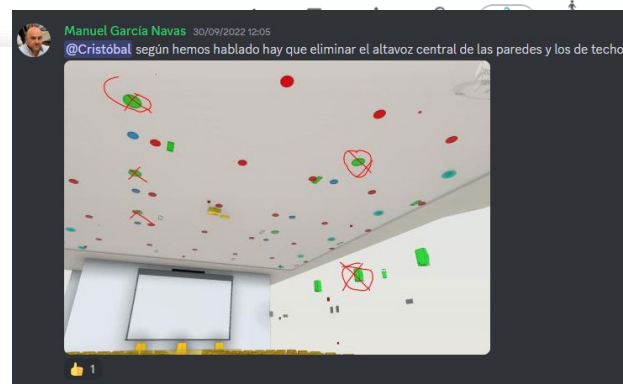 Manuel García Navas 30/09/2022 12:05
@Cristóbal según hemos hablado hay que eliminar el altavoz central de las paredes y los de techo
👍 1